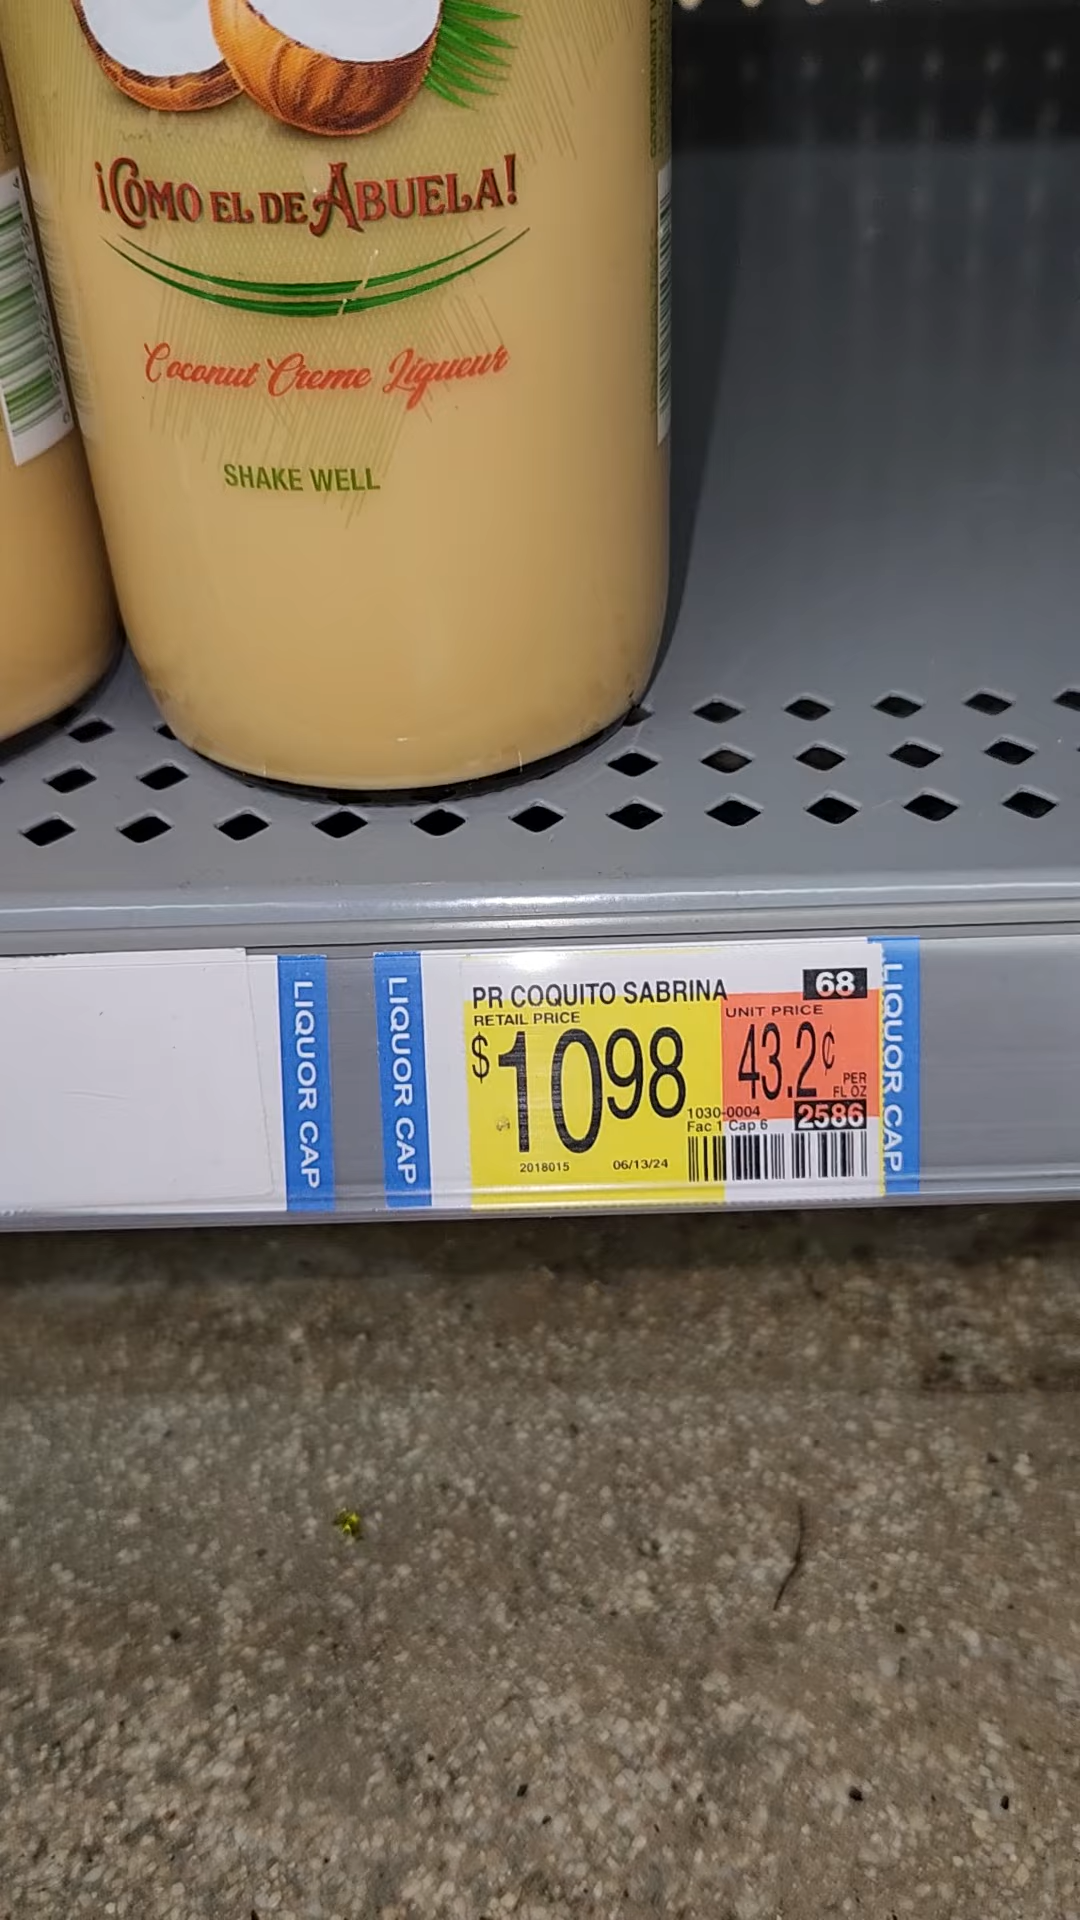 ¡COMO EL DE ABUELA!
Coconut Creme Liqueur
SHAKE WELL
LIQUOR CAP
LIQUOR CAP
PR COQUITO SABRINA
68
RETAIL PRICE
UNIT PRICE
$1098
43.2¢
PER
FL OZ
1030-0004
Fac 1 Cap 6
2586
2018015
06/13/24
LIQUOR CAP